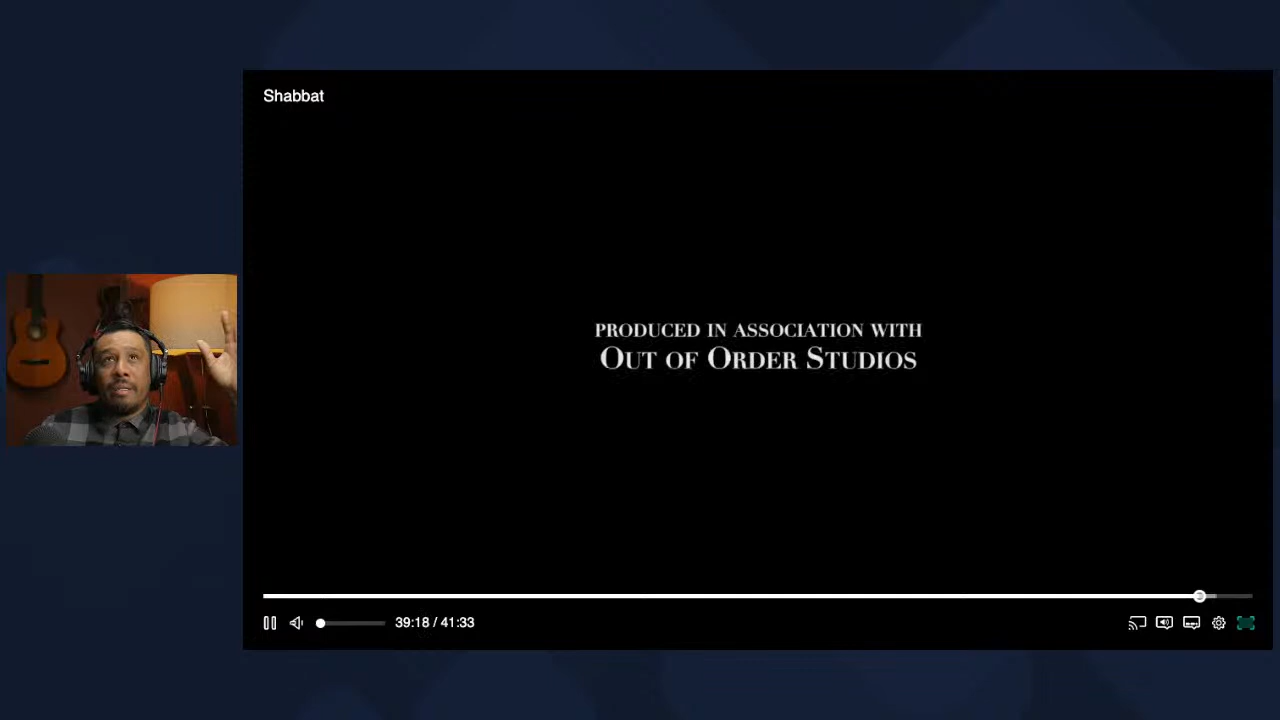 Shabbat
PRODUCED IN ASSOCIATION WITH
OUT OF ORDER STUDIOS
39:18 / 41:33